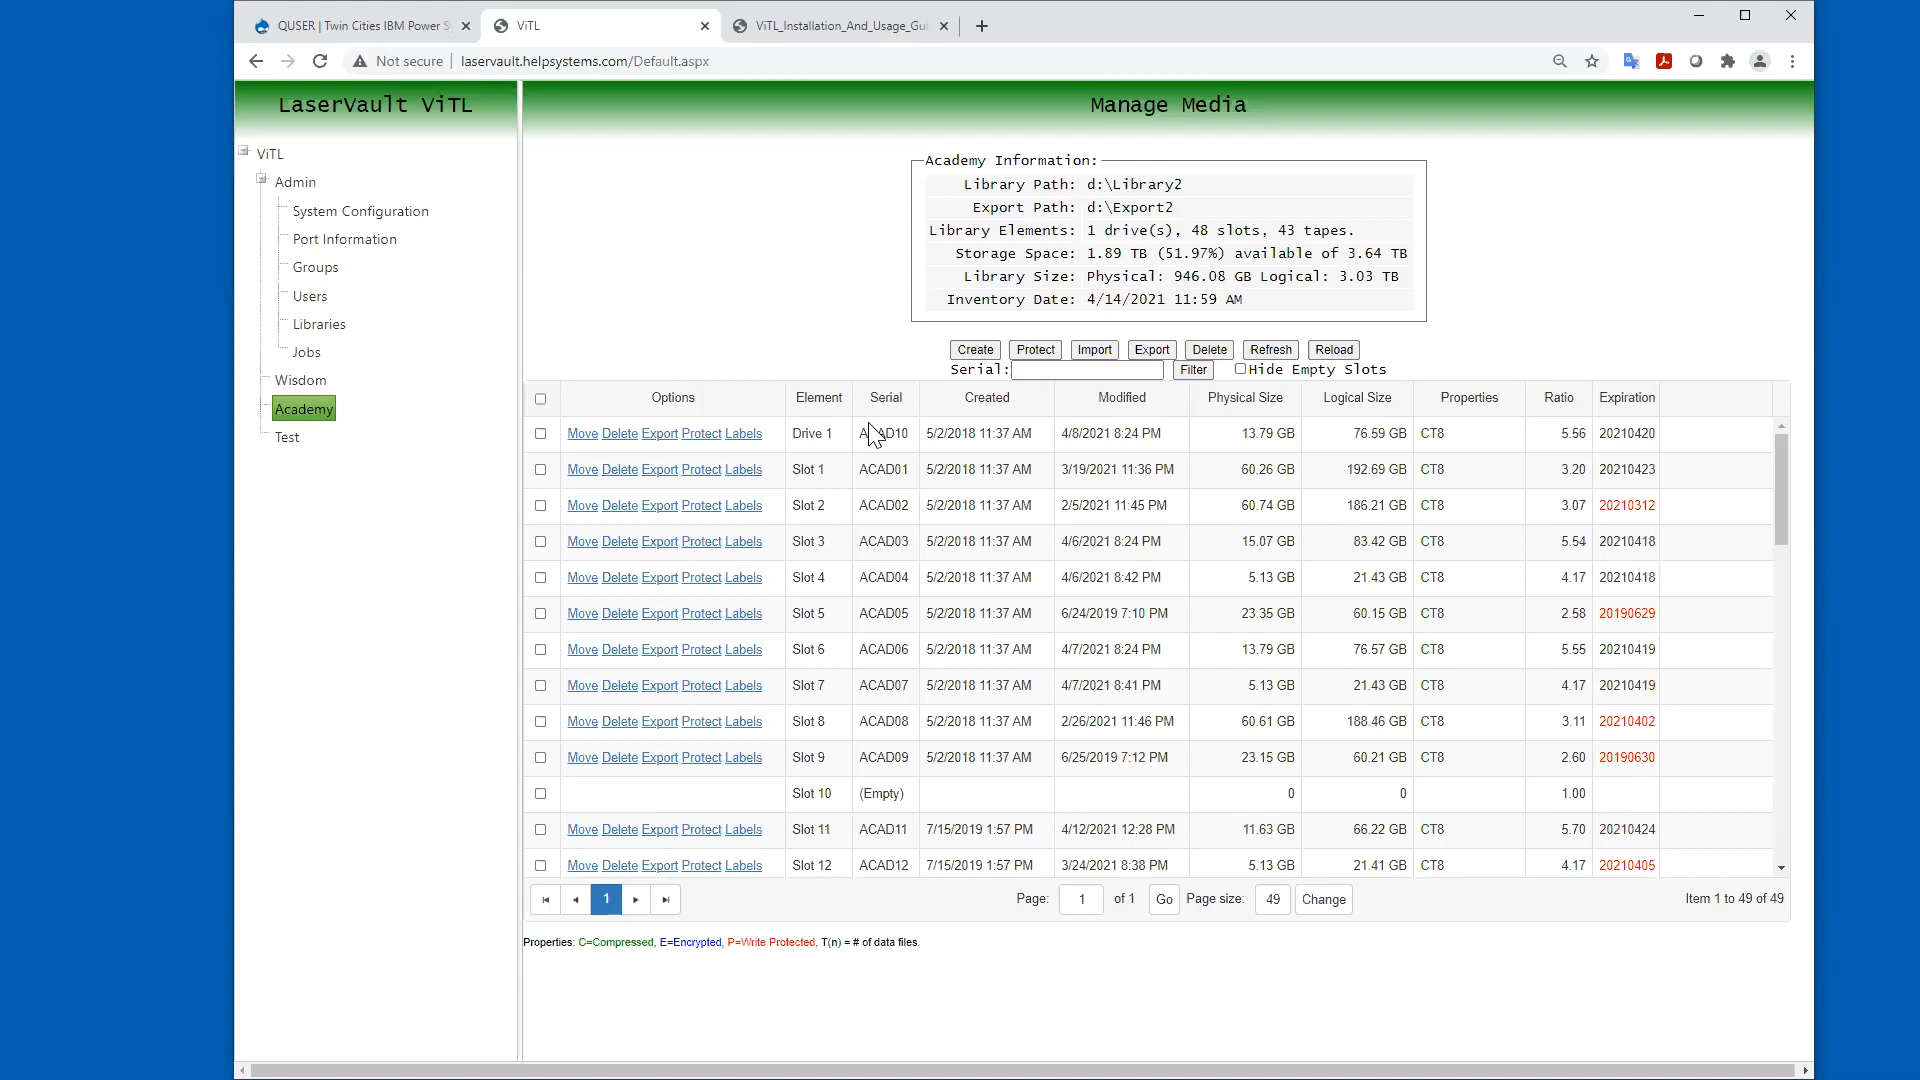 QUSER | Twin Cities IBM Power S
ViTL
ViTL_Installation_And_Usage_Gui
Not secure
laservault.helpsystems.com/Default.aspx
LaserVault ViTL
Manage Media
ViTL
Admin
System Configuration
Port Information
Groups
Users
Libraries
Jobs
Wisdom
Academy
Test
Academy Information:
Library Path: d:\Library2
Export Path: d:\Export2
Library Elements: 1 drive(s), 48 slots, 43 tapes.
Storage Space: 1.89 TB (51.97%) available of 3.64 TB
Library Size: Physical: 946.08 GB Logical: 3.03 TB
Inventory Date: 4/14/2021 11:59 AM
Create Protect Import Export Delete Refresh Reload
Serial: Filter Hide Empty Slots
Options Element Serial Created Modified Physical Size Logical Size Properties Ratio Expiration
Move Delete Export Protect Labels Drive 1 ACAD10 5/2/2018 11:37 AM 4/8/2021 8:24 PM 13.79 GB 76.59 GB CT8 5.56 20210420
Move Delete Export Protect Labels Slot 1 ACAD01 5/2/2018 11:37 AM 3/19/2021 11:36 PM 60.26 GB 192.69 GB CT8 3.20 20210423
Move Delete Export Protect Labels Slot 2 ACAD02 5/2/2018 11:37 AM 2/5/2021 11:45 PM 60.74 GB 186.21 GB CT8 3.07 20210312
Move Delete Export Protect Labels Slot 3 ACAD03 5/2/2018 11:37 AM 4/6/2021 8:24 PM 15.07 GB 83.42 GB CT8 5.54 20210418
Move Delete Export Protect Labels Slot 4 ACAD04 5/2/2018 11:37 AM 4/6/2021 8:42 PM 5.13 GB 21.43 GB CT8 4.17 20210418
Move Delete Export Protect Labels Slot 5 ACAD05 5/2/2018 11:37 AM 6/24/2019 7:10 PM 23.35 GB 60.15 GB CT8 2.58 20190629
Move Delete Export Protect Labels Slot 6 ACAD06 5/2/2018 11:37 AM 4/7/2021 8:24 PM 13.79 GB 76.57 GB CT8 5.55 20210419
Move Delete Export Protect Labels Slot 7 ACAD07 5/2/2018 11:37 AM 4/7/2021 8:41 PM 5.13 GB 21.43 GB CT8 4.17 20210419
Move Delete Export Protect Labels Slot 8 ACAD08 5/2/2018 11:37 AM 2/26/2021 11:46 PM 60.61 GB 188.46 GB CT8 3.11 20210402
Move Delete Export Protect Labels Slot 9 ACAD09 5/2/2018 11:37 AM 6/25/2019 7:12 PM 23.15 GB 60.21 GB CT8 2.60 20190630
Slot 10 (Empty) 0 0 1.00
Move Delete Export Protect Labels Slot 11 ACAD11 7/15/2019 1:57 PM 4/12/2021 12:28 PM 11.63 GB 66.22 GB CT8 5.70 20210424
Move Delete Export Protect Labels Slot 12 ACAD12 7/15/2019 1:57 PM 3/24/2021 8:38 PM 5.13 GB 21.41 GB CT8 4.17 20210405
1 Page: 1 of 1 Go Page size: 49 Change Item 1 to 49 of 49
Properties: C=Compressed, E=Encrypted, P=Write Protected, T(n) = # of data files.